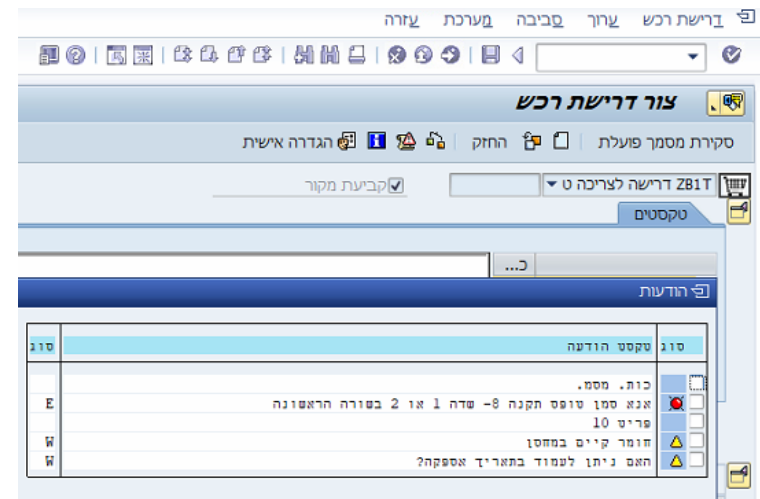 דרישת רכש ערוך סביבה מערכת עזרה
צור דרישת רכש
סקירת מסמך פועלת החזק הגדרה אישית
ZB1T דרישה לצריכה ט קביעת מקור
טקסטים
כ...
הודעות
סוג טקסט הודעה סוג
כות. מסמ.
אנא סמן טופס תקנה 8- שדה 1 או 2 בשורה הראשונה E
פריט 10
חומר קיים במחסן W
האם ניתן לעמוד בתאריך אספקה? W